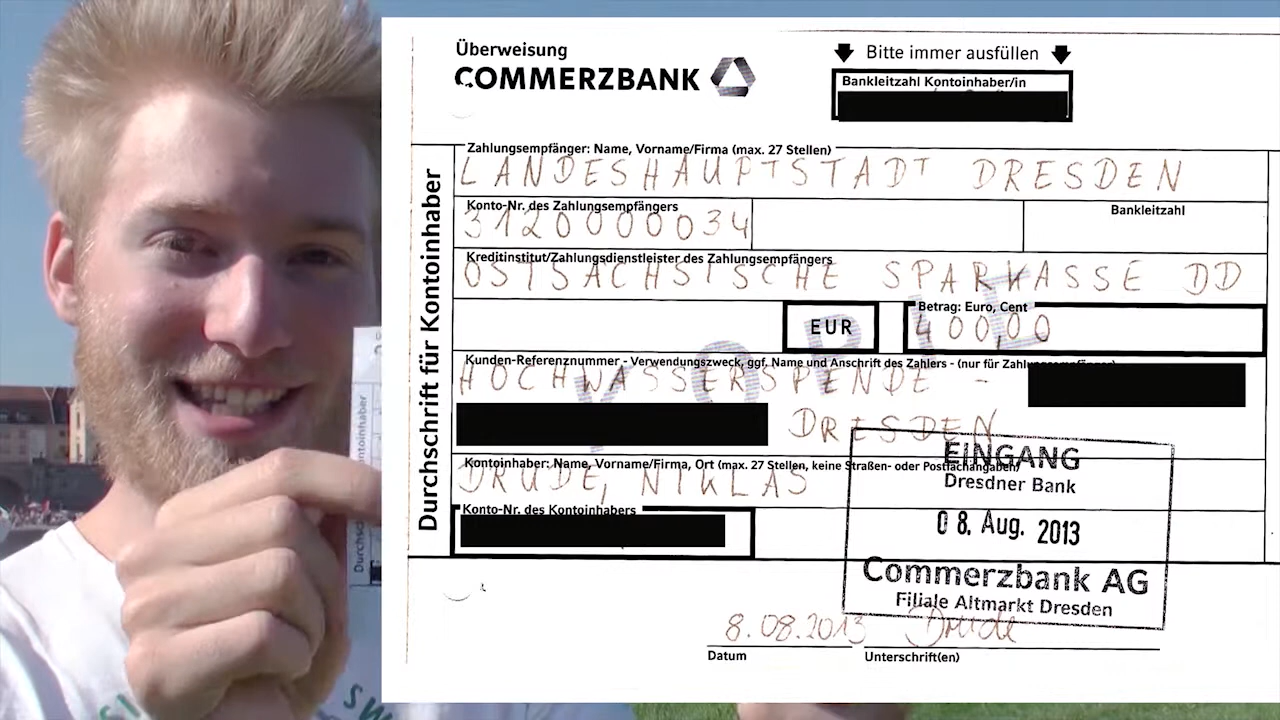 Überweisung
COMMERZBANK
Bitte immer ausfüllen
Bankleitzahl Kontoinhaber/in
Durchschrift für Kontoinhaber
Zahlungsempfänger: Name, Vorname/Firma (max. 27 Stellen)
LANDESHAUPTSTADT DRESDEN
Konto-Nr. des Zahlungsempfängers
Bankleitzahl
3120000034
Kreditinstitut/Zahlungsdienstleister des Zahlungsempfängers
OSTSÄCHSISCHE SPARKASSE DD
EUR
Betrag: Euro, Cent
400,00
KOPIE
Kunden-Referenznummer - Verwendungszweck, ggf. Name und Anschrift des Zahlers - (nur für Zahlungsempfänger)
HOCHWASSERSPENDE -
DRESDEN
Kontoinhaber: Name, Vorname/Firma, Ort (max. 27 Stellen, keine Straßen- oder Postfachangaben)
DRUDE, NIKLAS
Konto-Nr. des Kontoinhabers
EINGANG
Dresdner Bank
08. Aug. 2013
Commerzbank AG
Filiale Altmarkt Dresden
8.08.2013 Drude
Datum
Unterschrift(en)